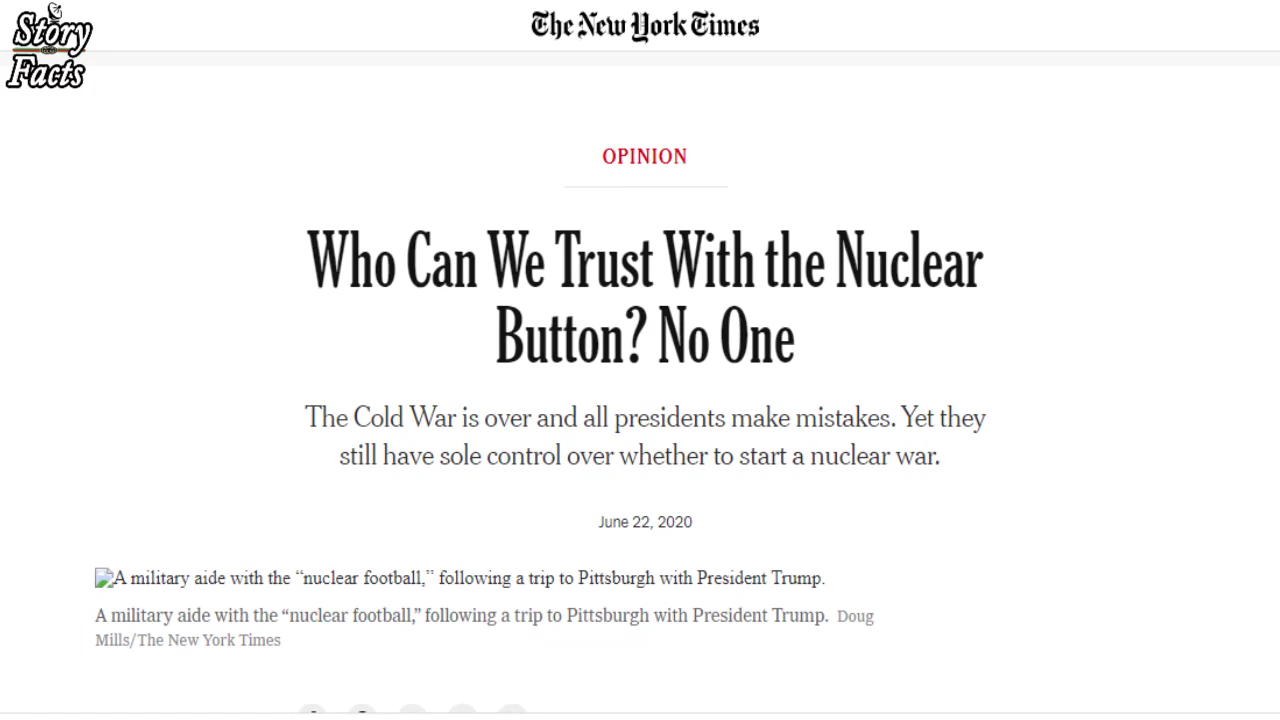 Story
Facts
The New York Times
OPINION
Who Can We Trust With the Nuclear
Button? No One
The Cold War is over and all presidents make mistakes. Yet they
still have sole control over whether to start a nuclear war.
June 22, 2020
A military aide with the “nuclear football,” following a trip to Pittsburgh with President Trump.
A military aide with the “nuclear football,” following a trip to Pittsburgh with President Trump. Doug
Mills/The New York Times